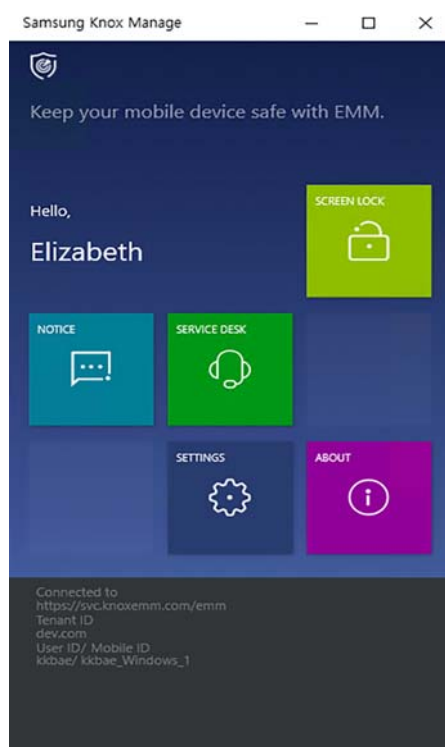 Samsung Knox Manage
Keep your mobile device safe with EMM.
Hello,
Elizabeth
SCREEN LOCK
NOTICE
SERVICE DESK
SETTINGS
ABOUT
Connected to
https://svc.knoxemm.com/emm
Tenant ID
dev.com
User ID/ Mobile ID
kkbae/ kkbae_Windows_1